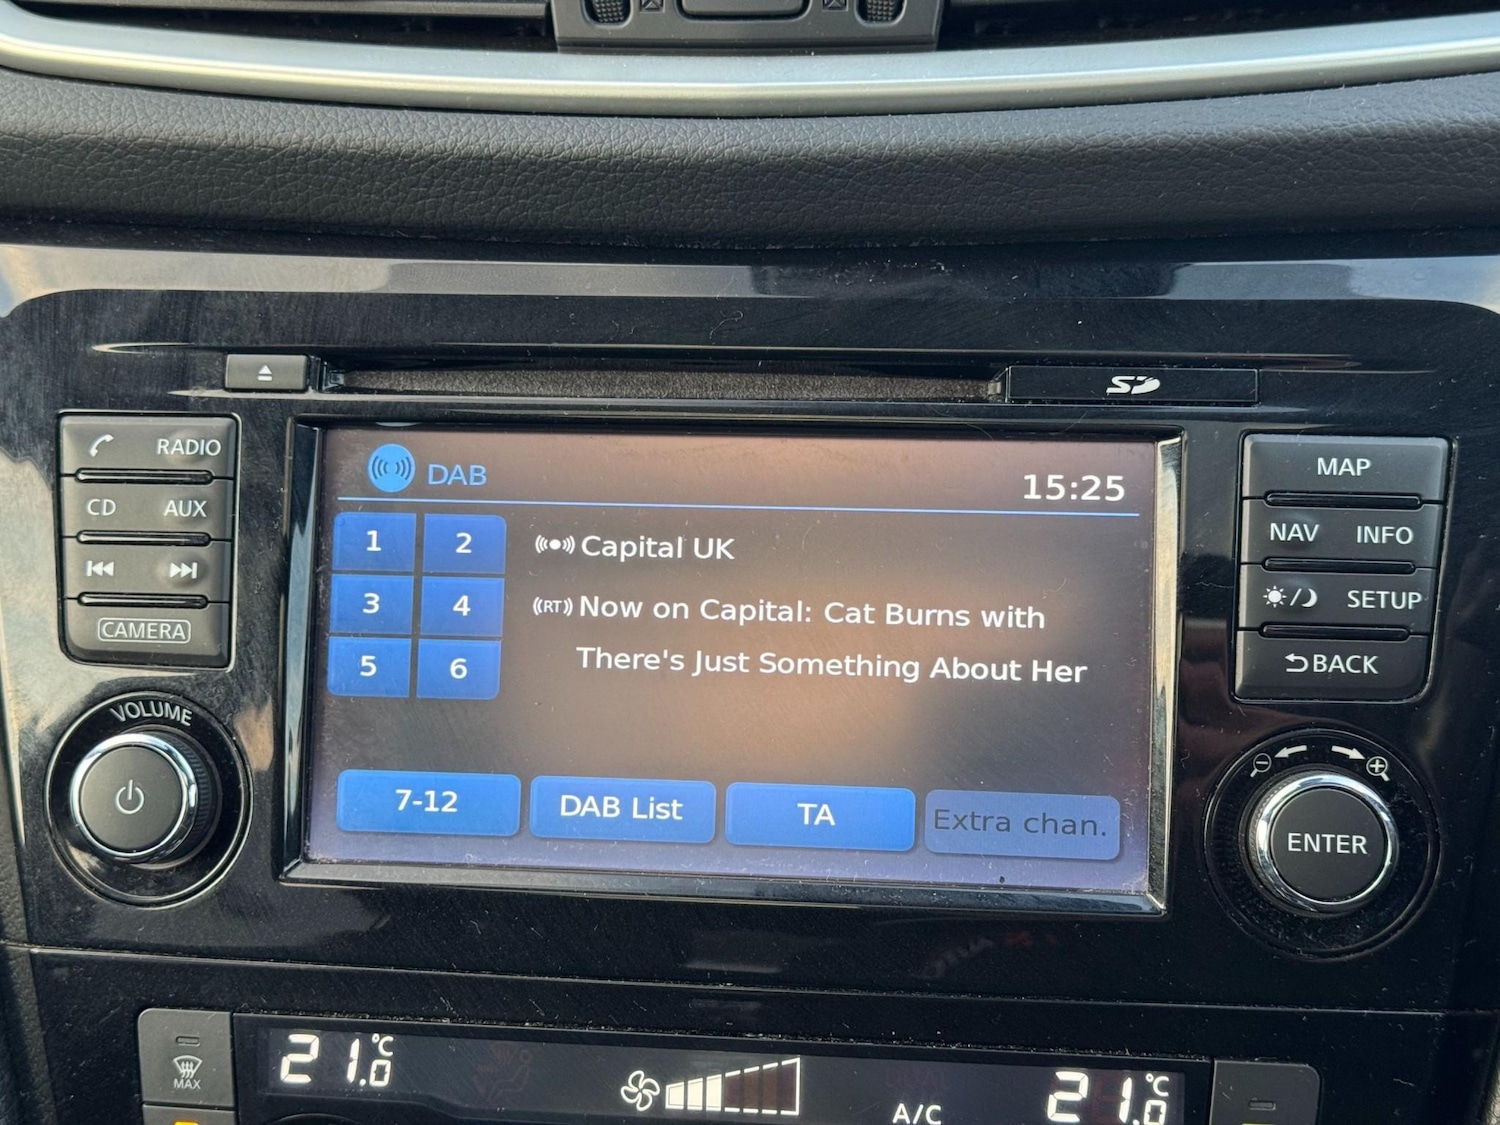 SD
RADIO
CD AUX
CAMERA
VOLUME
DAB
15:25
1 2
3 4
5 6
Capital UK
((RT)) Now on Capital: Cat Burns with
There's Just Something About Her
7-12 DAB List TA Extra chan.
MAP
NAV INFO
SETUP
BACK
ENTER
MAX
21.0 °C
A/C
21.0 °C